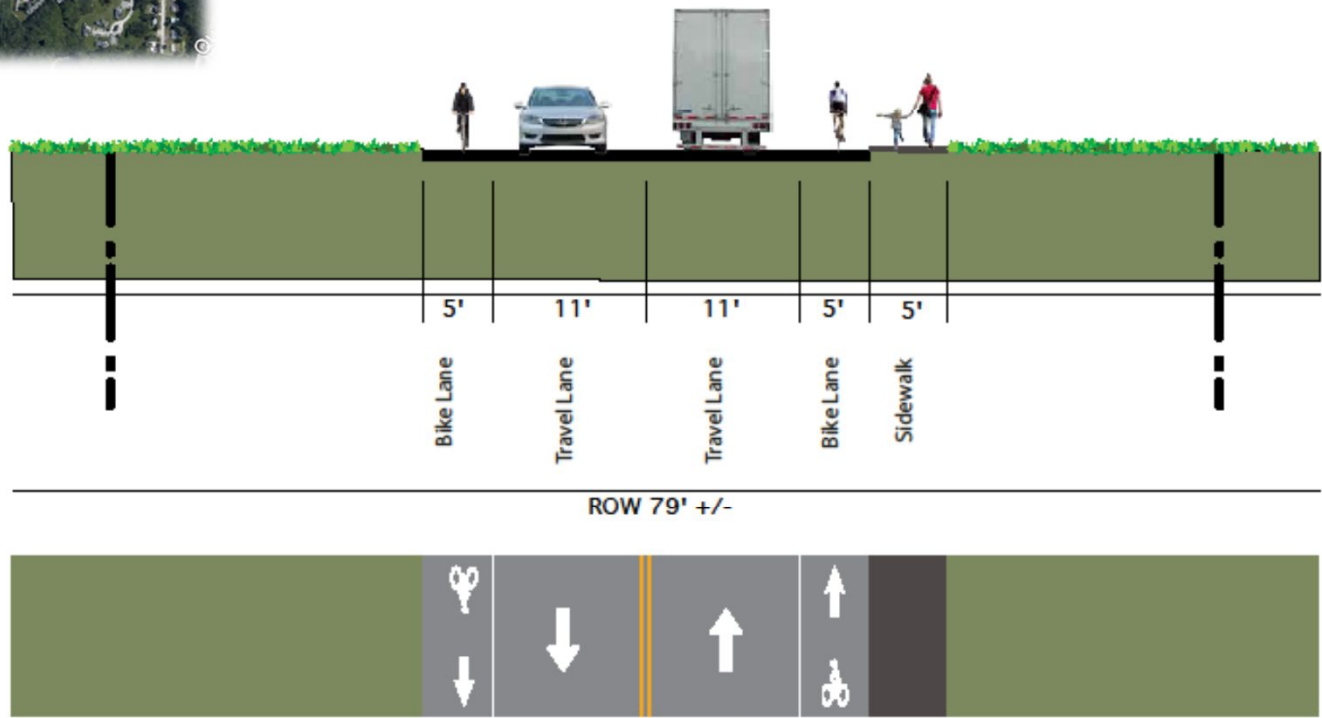 5' 11' 11' 5' 5'
Bike Lane
Travel Lane
Travel Lane
Bike Lane
Sidewalk
ROW 79' +/-